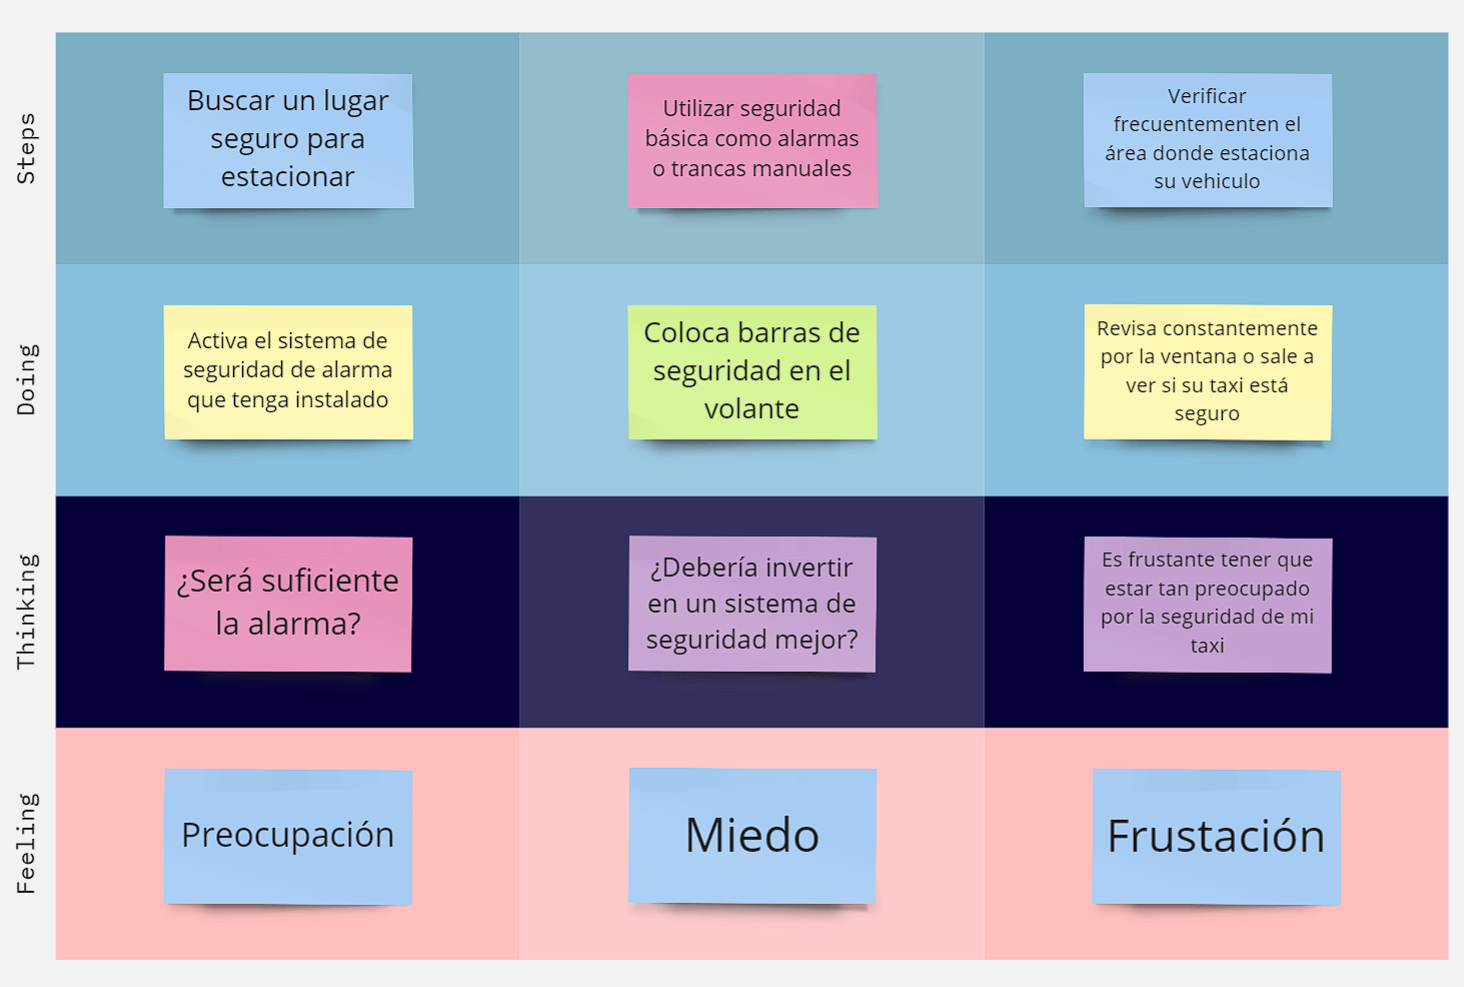 Steps
Buscar un lugar
seguro para
estacionar
Utilizar seguridad
básica como alarmas
o trancas manuales
Verificar
frecuentementen el
área donde estaciona
su vehiculo
Doing
Activa el sistema de
seguridad de alarma
que tenga instalado
Coloca barras de
seguridad en el
volante
Revisa constantemente
por la ventana o sale a
ver si su taxi está
seguro
Thinking
¿Será suficiente
la alarma?
¿Debería invertir
en un sistema de
seguridad mejor?
Es frustante tener que
estar tan preocupado
por la seguridad de mi
taxi
Feeling
Preocupación
Miedo
Frustación